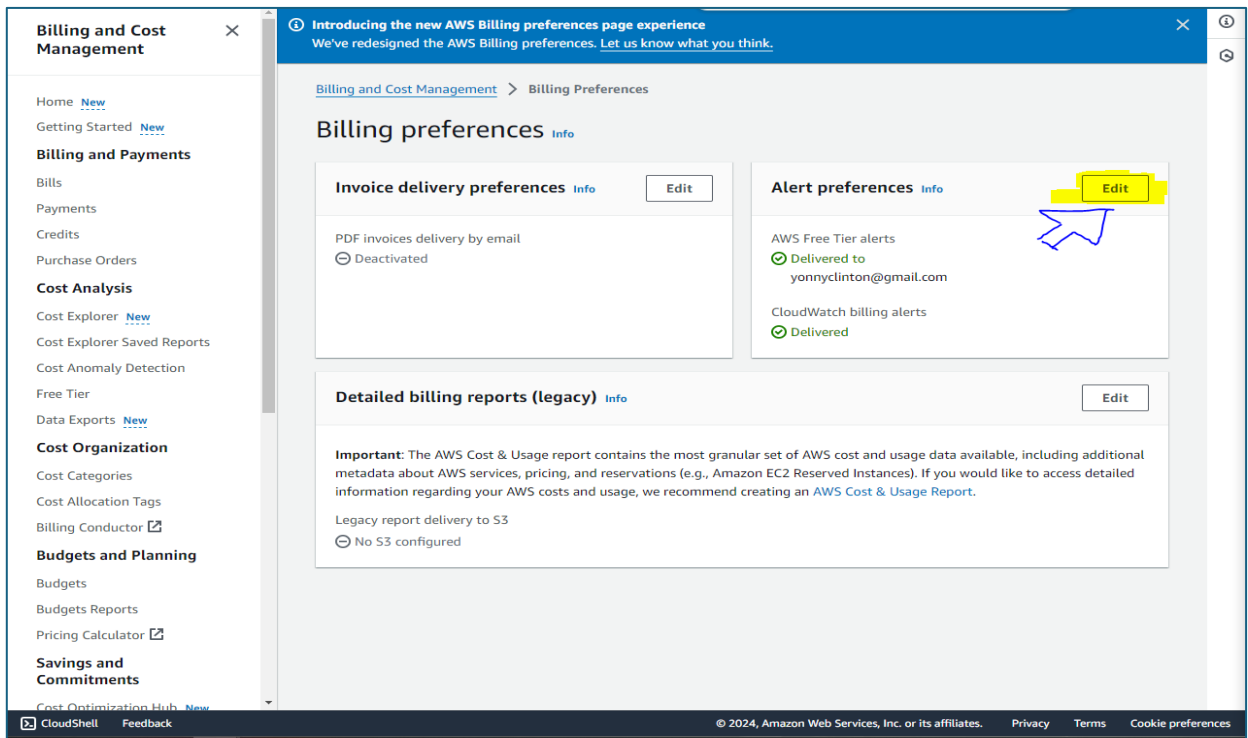 Billing and Cost
Management
Home New
Getting Started New
Billing and Payments
Bills
Payments
Credits
Purchase Orders
Cost Analysis
Cost Explorer New
Cost Explorer Saved Reports
Cost Anomaly Detection
Free Tier
Data Exports New
Cost Organization
Cost Categories
Cost Allocation Tags
Billing Conductor
Budgets and Planning
Budgets
Budgets Reports
Pricing Calculator
Savings and
Commitments
Cost Optimization Hub New
Introducing the new AWS Billing preferences page experience
We've redesigned the AWS Billing preferences. Let us know what you think.
Billing and Cost Management > Billing Preferences
Billing preferences Info
Invoice delivery preferences Info Edit
PDF invoices delivery by email
Deactivated
Alert preferences Info Edit
AWS Free Tier alerts
Delivered to
yonnyclinton@gmail.com
CloudWatch billing alerts
Delivered
Detailed billing reports (legacy) Info Edit
Important: The AWS Cost & Usage report contains the most granular set of AWS cost and usage data available, including additional
metadata about AWS services, pricing, and reservations (e.g., Amazon EC2 Reserved Instances). If you would like to access detailed
information regarding your AWS costs and usage, we recommend creating an AWS Cost & Usage Report.
Legacy report delivery to S3
No S3 configured
CloudShell Feedback © 2024, Amazon Web Services, Inc. or its affiliates. Privacy Terms Cookie preferences